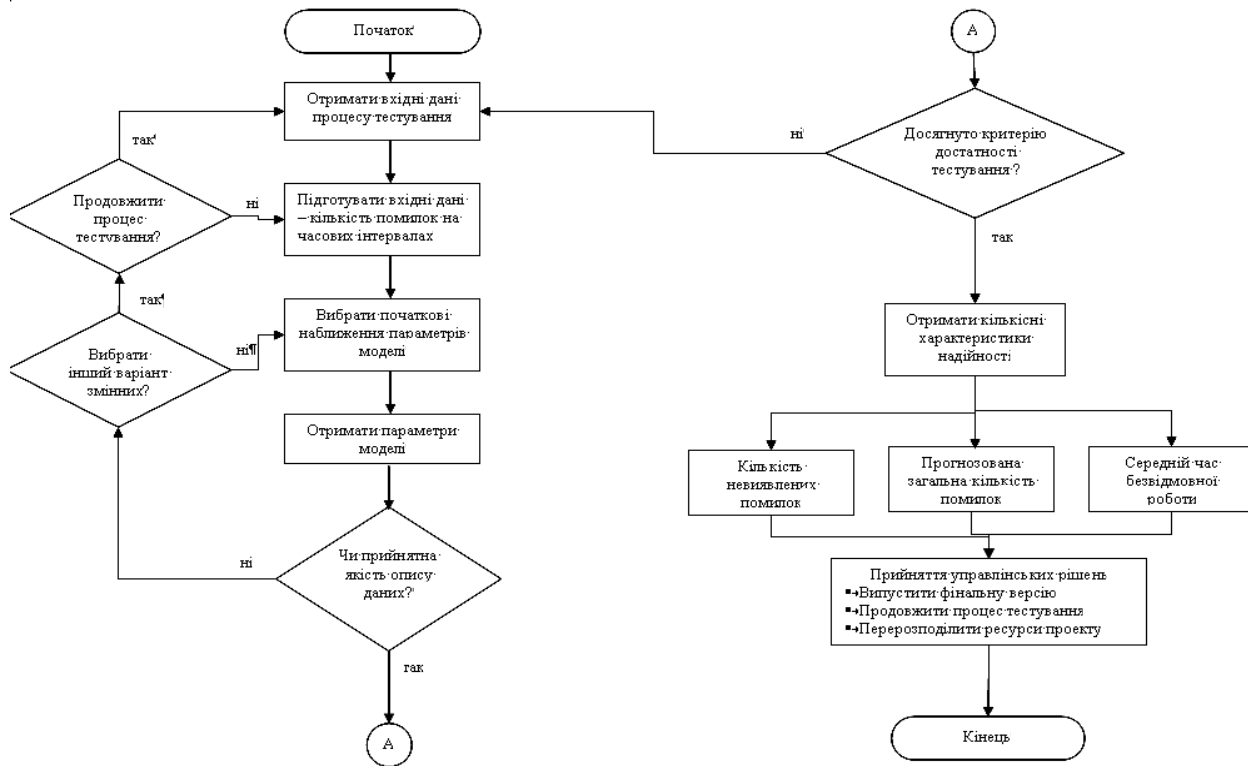 Початок
Отримати вхідні дані
процесу тестування
так
Продовжити
процес
тестування?
ні
Підготувати вхідні дані
– кількість помилок на
часових інтервалах
так
Вибрати
інший варіант
змінних?
ні
Вибрати початкові
наближення параметрів
моделі
Отримати параметри
моделі
ні
Чи прийнятна
якість опису
даних?
так
А
А
ні
Досягнуто критерію
достатності
тестування ?
так
Отримати кількісні
характеристики
надійності
Кількість
невиявлених
помилок
Прогнозована
загальна кількість
помилок
Середній час
безвідмовної
роботи
Прийняття управлінських рішень
Випустити фінальну версію
Продовжити процес тестування
Перерозподілити ресурси проекту
Кінець